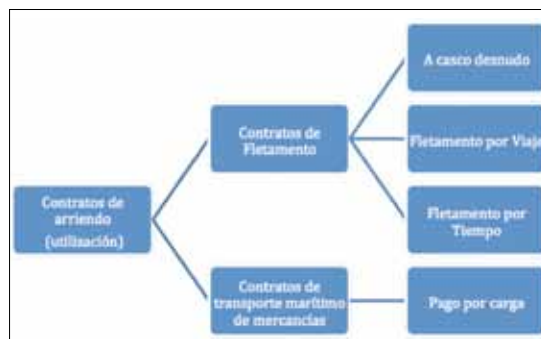 Contratos de
arriendo
(utilización)
Contratos de
Fletamento
A casco desnudo
Fletamento por Viaje
Fletamento por
Tiempo
Contratos de
transporte marítimo
de mercancías
Pago por carga